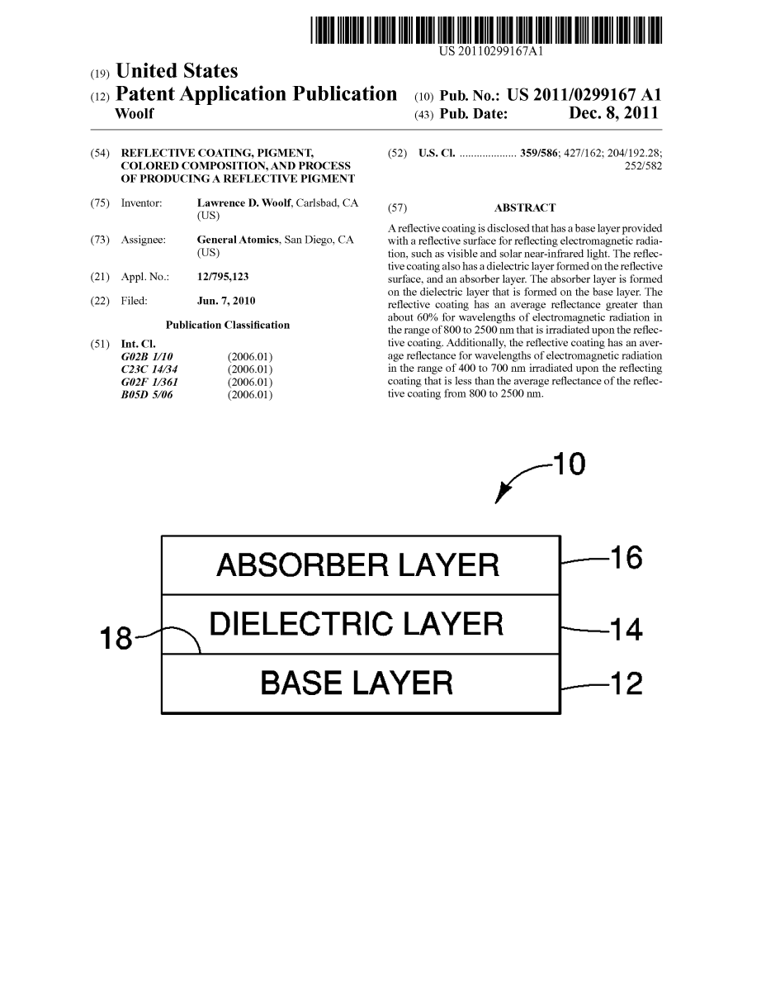 US 20110299167A1
(19) United States
(12) Patent Application Publication
Woolf
(10) Pub. No.: US 2011/0299167 A1
(43) Pub. Date: Dec. 8, 2011
(54) REFLECTIVE COATING, PIGMENT,
COLORED COMPOSITION, AND PROCESS
OF PRODUCING A REFLECTIVE PIGMENT
(75) Inventor: Lawrence D. Woolf, Carlsbad, CA
(US)
(73) Assignee: General Atomics, San Diego, CA
(US)
(21) Appl. No.: 12/795,123
(22) Filed: Jun. 7, 2010
Publication Classification
(51) Int. Cl.
G02B 1/10 (2006.01)
C23C 14/34 (2006.01)
G02F 1/361 (2006.01)
B05D 5/06 (2006.01)
(52) U.S. Cl. ................... 359/586; 427/162; 204/192.28;
252/582
(57) ABSTRACT
A reflective coating is disclosed that has a base layer provided
with a reflective surface for reflecting electromagnetic radia-
tion, such as visible and solar near-infrared light. The reflec-
tive coating also has a dielectric layer formed on the reflective
surface, and an absorber layer. The absorber layer is formed
on the dielectric layer that is formed on the base layer. The
reflective coating has an average reflectance greater than
about 60% for wavelengths of electromagnetic radiation in
the range of 800 to 2500 nm that is irradiated upon the reflec-
tive coating. Additionally, the reflective coating has an aver-
age reflectance for wavelengths of electromagnetic radiation
in the range of 400 to 700 nm irradiated upon the reflecting
coating that is less than the average reflectance of the reflec-
tive coating from 800 to 2500 nm.
10
ABSORBER LAYER 16
DIELECTRIC LAYER 14
18
BASE LAYER 12